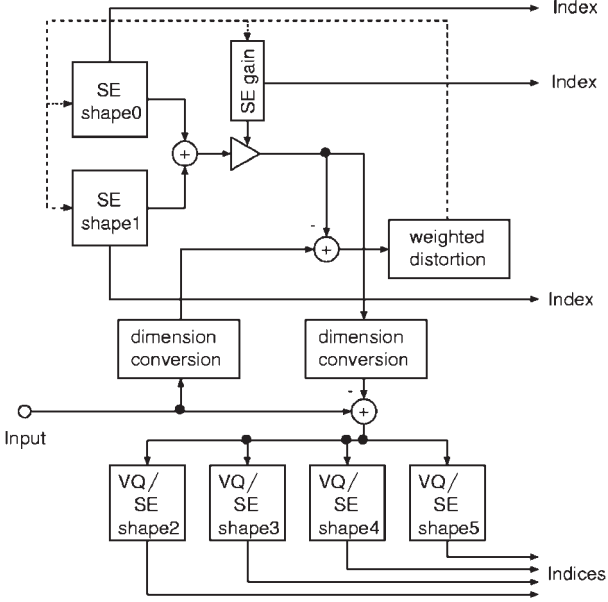 Index
SE
shape0
SE gain
Index
SE
shape1
-
+
+
weighted
distortion
Index
dimension
conversion
dimension
conversion
-
+
Input
VQ/
SE
shape2
VQ/
SE
shape3
VQ/
SE
shape4
VQ/
SE
shape5
Indices